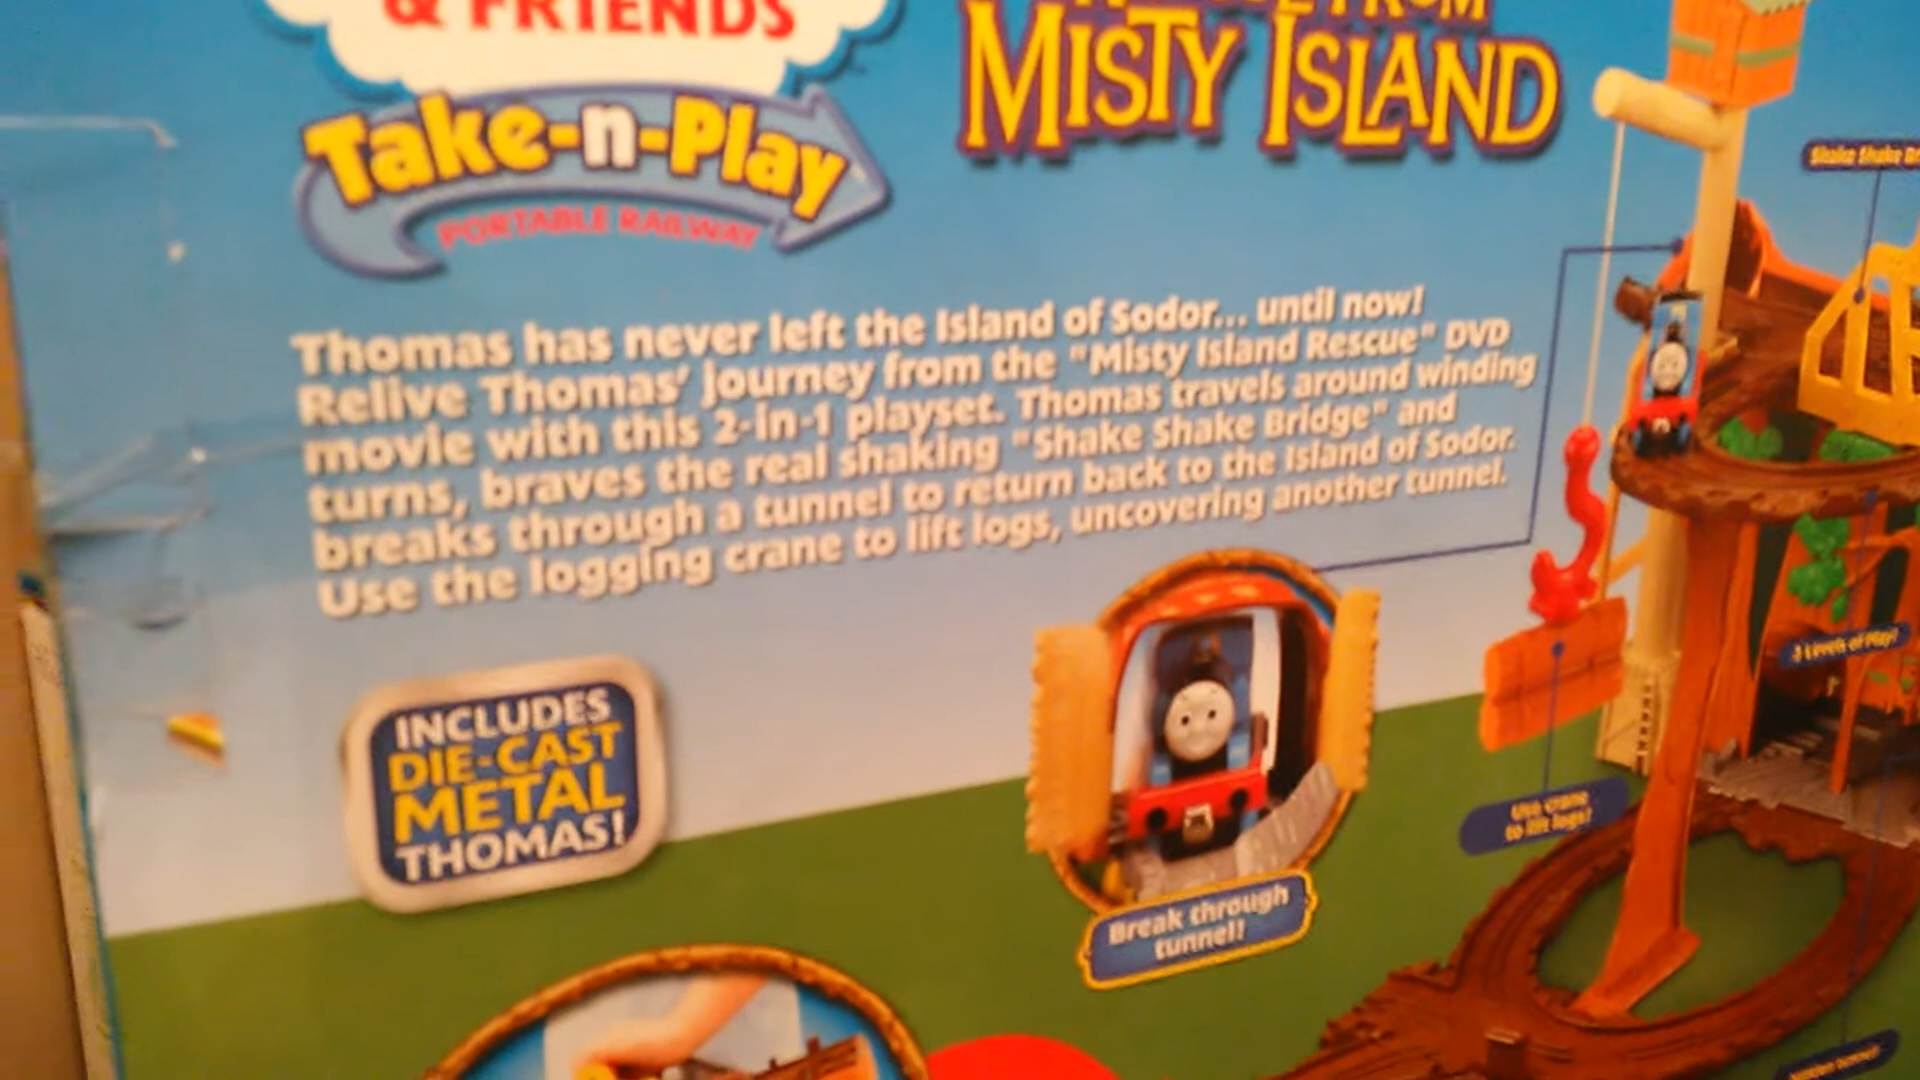 & FRIENDS
FROM
MISTY ISLAND
Take-n-Play
PORTABLE RAILWAY
Shake Shake
Thomas has never left the Island of Sodor... until now!
Relive Thomas' journey from the "Misty Island Rescue" DVD
movie with this 2-in-1 playset. Thomas travels around winding
turns, braves the real shaking "Shake Shake Bridge" and
breaks through a tunnel to return back to the Island of Sodor.
Use the logging crane to lift logs, uncovering another tunnel.
3 Levels of Play!
INCLUDES
DIE-CAST
METAL
THOMAS!
Use crane
to lift logs!
Break through
tunnel!